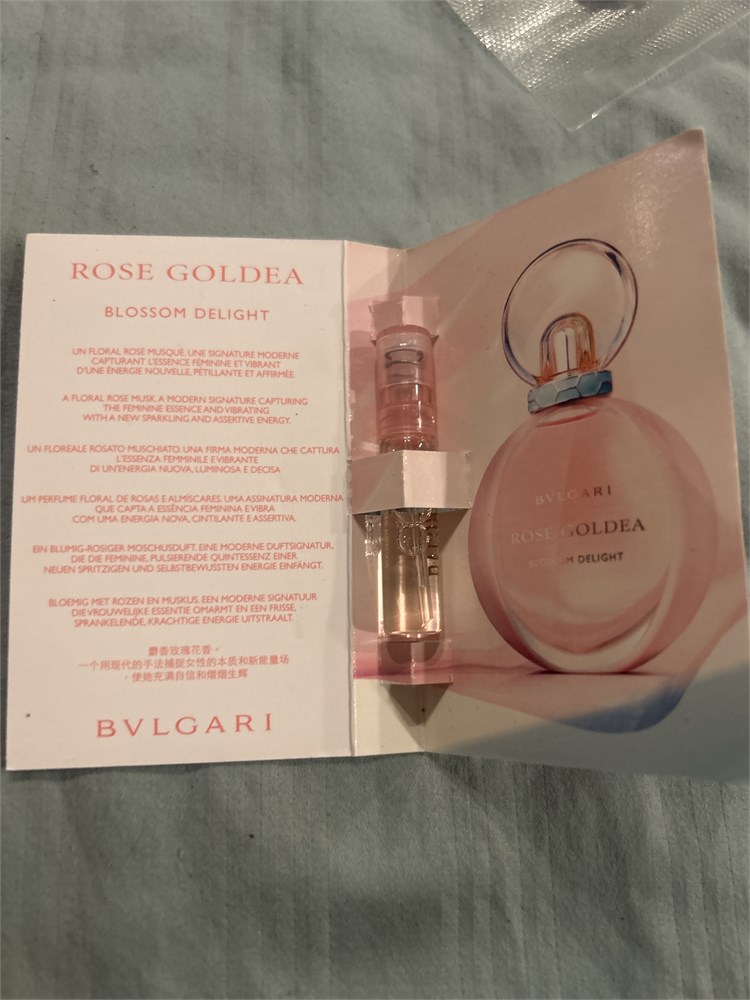 ROSE GOLDEA
BLOSSOM DELIGHT
UN FLORAL ROSÉ MUSQUÉ. UNE SIGNATURE MODERNE
CAPTURANT L'ESSENCE FÉMININE ET VIBRANT
D'UNE ÉNERGIE NOUVELLE, PÉTILLANTE ET AFFIRMÉE.
A FLORAL ROSE MUSK. A MODERN SIGNATURE CAPTURING
THE FEMININE ESSENCE AND VIBRATING
WITH A NEW SPARKLING AND ASSERTIVE ENERGY.
UN FLOREALE ROSATO MUSCHIATO. UNA FIRMA MODERNA CHE CATTURA
L'ESSENZA FEMMINILE E VIBRANTE
DI UN'ENERGIA NUOVA, LUMINOSA E DECISA
UM PERFUME FLORAL DE ROSAS E ALMÍSCARES. UMA ASSINATURA MODERNA
QUE CAPTA A ESSÊNCIA FEMININA E VIBRA
COM UMA ENERGIA NOVA, CINTILANTE E ASSERTIVA.
EIN BLUMIG-ROSIGER MOSCHUSDUFT. EINE MODERNE DUFTSIGNATUR,
DIE DIE FEMININE, PULSIERENDE QUINTESSENZ EINER
NEUEN SPRITZIGEN UND SELBSTBEWUSSTEN ENERGIE EINFÄNGT.
BLOEMIG MET ROZEN EN MUSKUS. EEN MODERNE SIGNATUUR
DIE VROUWELIJKE ESSENTIE OMARMT EN EEN FRISSE,
SPRANKELENDE, KRACHTIGE ENERGIE UITSTRAALT.
麝香玫瑰花香,
一个用现代的手法捕捉女性的本质和新能量场
,使她充满自信和熠熠生辉
BVLGARI
BVLGARI
ROSE GOLDEA
BLOSSOM DELIGHT